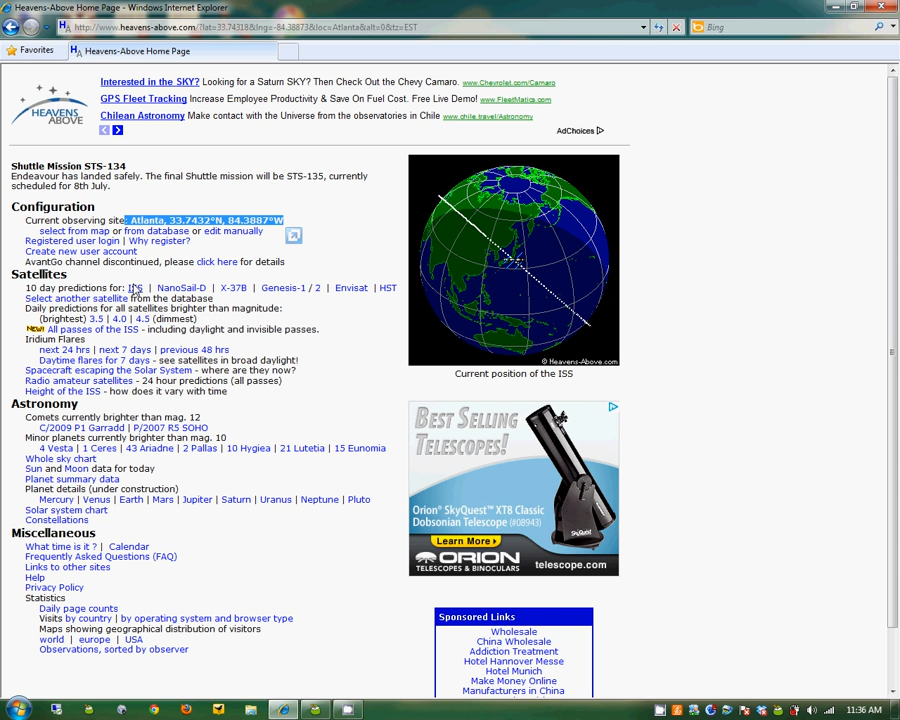 Heavens-Above Home Page - Windows Internet Explorer
http://www.heavens-above.com/?lat=33.74318&lng=-84.38873&loc=Atlanta&alt=0&tz=EST
Bing
Favorites
Heavens-Above Home Page
HEAVENS
ABOVE
Interested in the SKY? Looking for a Saturn SKY? Then Check Out the Chevy Camaro. www.Chevrolet.com/Camaro
GPS Fleet Tracking Increase Employee Productivity & Save On Fuel Cost. Free Live Demo! www.FleetMatics.com
Chilean Astronomy Make contact with the Universe from the observatories in Chile www.chile.travel/Astronomy
AdChoices
Shuttle Mission STS-134
Endeavour has landed safely. The final Shuttle mission will be STS-135, currently
scheduled for 8th July.
Configuration
Current observing site: Atlanta, 33.7432°N, 84.3887°W
select from map or from database or edit manually
Registered user login | Why register?
Create new user account
AvantGo channel discontinued, please click here for details
Satellites
10 day predictions for: ISS | NanoSail-D | X-37B | Genesis-1 / 2 | Envisat | HST
Select another satellite from the database
Daily predictions for all satellites brighter than magnitude:
(brightest) 3.5 | 4.0 | 4.5 (dimmest)
NEW! All passes of the ISS - including daylight and invisible passes.
Iridium Flares
next 24 hrs | next 7 days | previous 48 hrs
Daytime flares for 7 days - see satellites in broad daylight!
Spacecraft escaping the Solar System - where are they now?
Radio amateur satellites - 24 hour predictions (all passes)
Height of the ISS - how does it vary with time
Astronomy
Comets currently brighter than mag. 12
C/2009 P1 Garradd | P/2007 R5 SOHO
Minor planets currently brighter than mag. 10
4 Vesta | 1 Ceres | 43 Ariadne | 2 Pallas | 10 Hygiea | 21 Lutetia | 15 Eunomia
Whole sky chart
Sun and Moon data for today
Planet summary data
Planet details (under construction)
Mercury | Venus | Earth | Mars | Jupiter | Saturn | Uranus | Neptune | Pluto
Solar system chart
Constellations
Miscellaneous
What time is it ? | Calendar
Frequently Asked Questions (FAQ)
Links to other sites
Help
Privacy Policy
Statistics
Daily page counts
Visits by country | by operating system and browser type
Maps showing geographical distribution of visitors
world | europe | USA
Observations, sorted by observer
© Heavens-Above.com
Current position of the ISS
BEST SELLING
TELESCOPES!
Orion® SkyQuest™ XT8 Classic
Dobsonian Telescope (#08943)
Learn More
ORION
TELESCOPES & BINOCULARS
telescope.com
Sponsored Links
Wholesale
China Wholesale
Addiction Treatment
Hotel Hannover Messe
Hotel Munich
Make Money Online
Manufacturers in China
11:36 AM